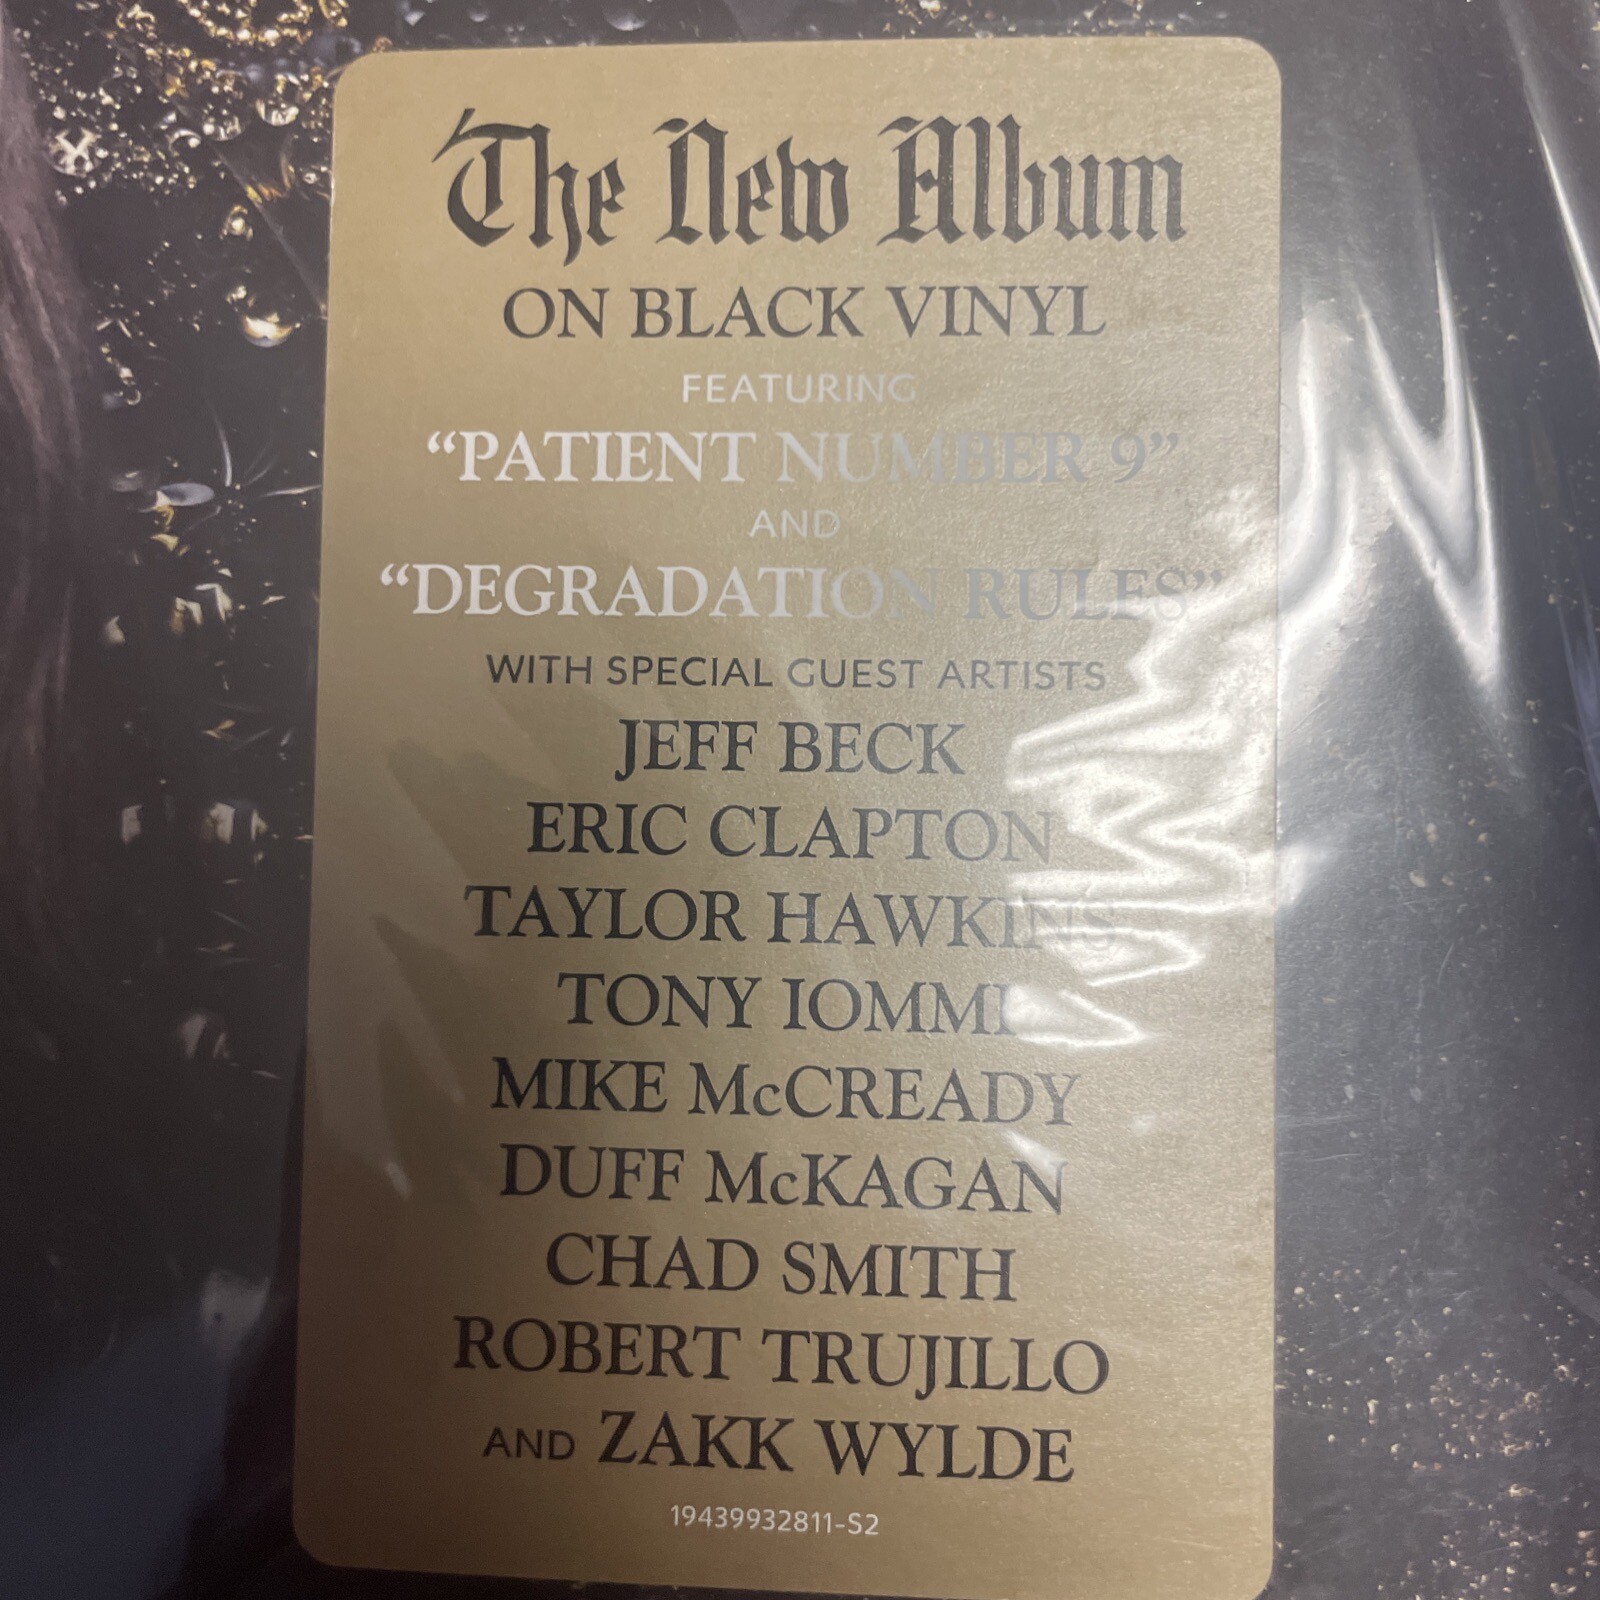 The New Album
ON BLACK VINYL
FEATURING
“PATIENT NUMBER 9”
AND
“DEGRADATION RULES”
WITH SPECIAL GUEST ARTISTS
JEFF BECK
ERIC CLAPTON
TAYLOR HAWKINS
TONY IOMMI
MIKE McCREADY
DUFF McKAGAN
CHAD SMITH
ROBERT TRUJILLO
AND ZAKK WYLDE
19439932811-S2